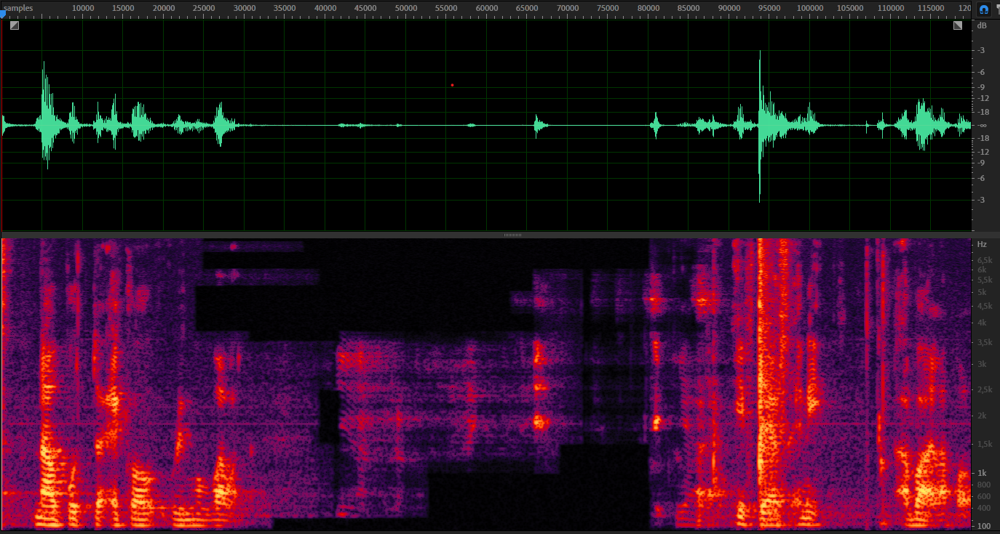 samples 10000 15000 20000 25000 30000 35000 40000 45000 50000 55000 60000 65000 70000 75000 80000 85000 90000 95000 100000 105000 110000 115000 120
dB
-3
-6
-9
-12
-18
-∞
-18
-12
-9
-6
-3
Hz
6,5k
6k
5,5k
5k
4,5k
4k
3,5k
3k
2,5k
2k
1,5k
1k
800
600
400
100